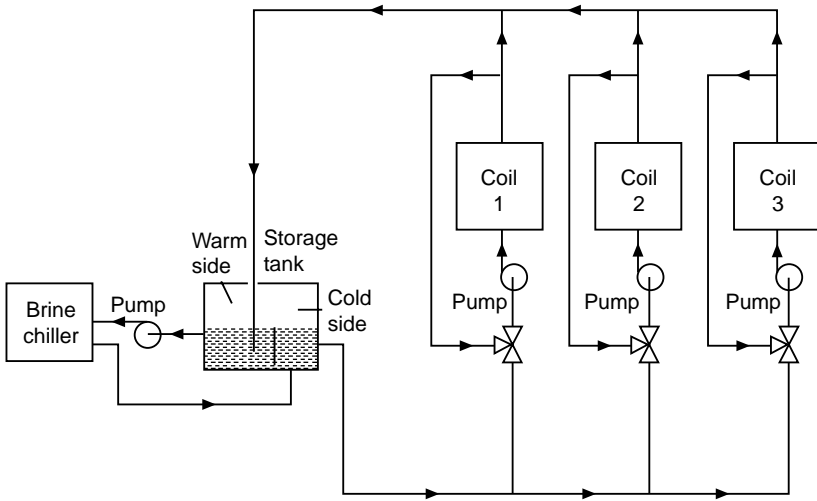 Coil
1
Coil
2
Coil
3
Warm
side
Storage
tank
Pump
Pump
Pump
Brine
chiller
Pump
Cold
side